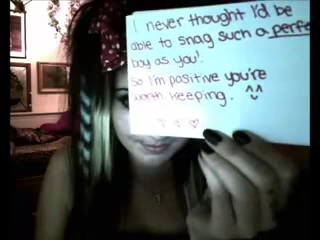 I never thought I'd be
able to snag such a perfe
boy as you!
So I'm positive you're
worth keeping. ^^
♡ ♡ ♡